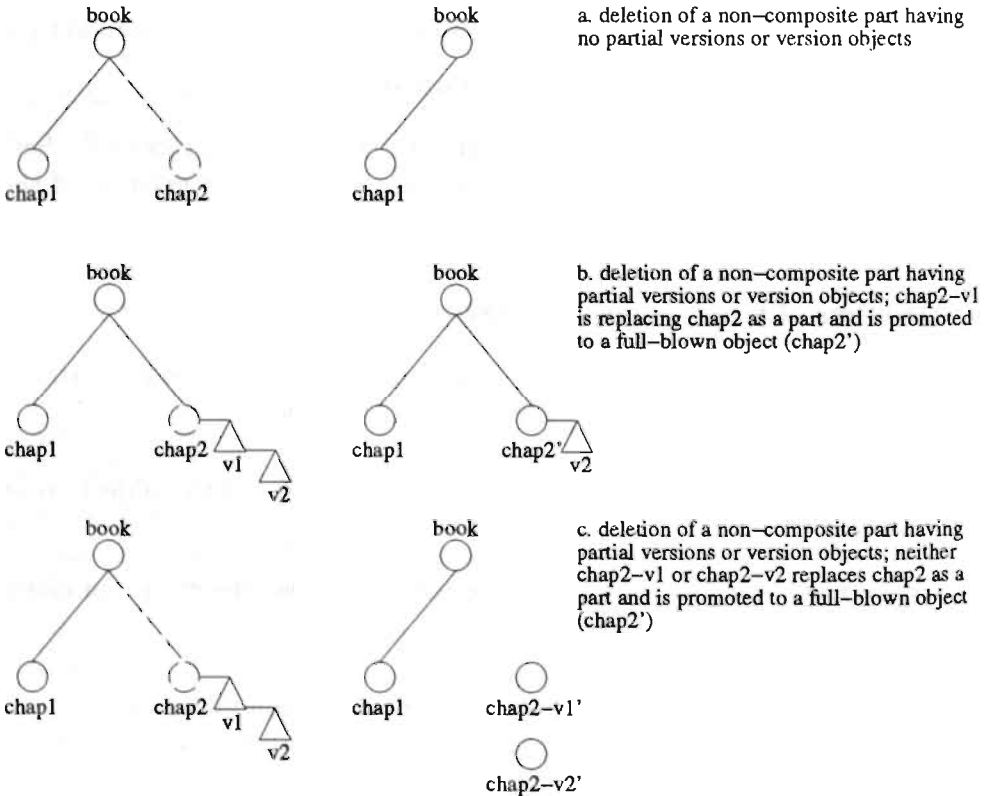 book
book
a. deletion of a non–composite part having
no partial versions or version objects
chap1
chap2
chap1
book
book
b. deletion of a non–composite part having
partial versions or version objects; chap2–v1
is replacing chap2 as a part and is promoted
to a full–blown object (chap2’)
chap1
chap2
v1
v2
chap1
chap2’
v2
book
book
c. deletion of a non–composite part having
partial versions or version objects; neither
chap2–v1 or chap2–v2 replaces chap2 as a
part and is promoted to a full–blown object
(chap2’)
chap1
chap2
v1
v2
chap1
chap2–v1’
chap2–v2’